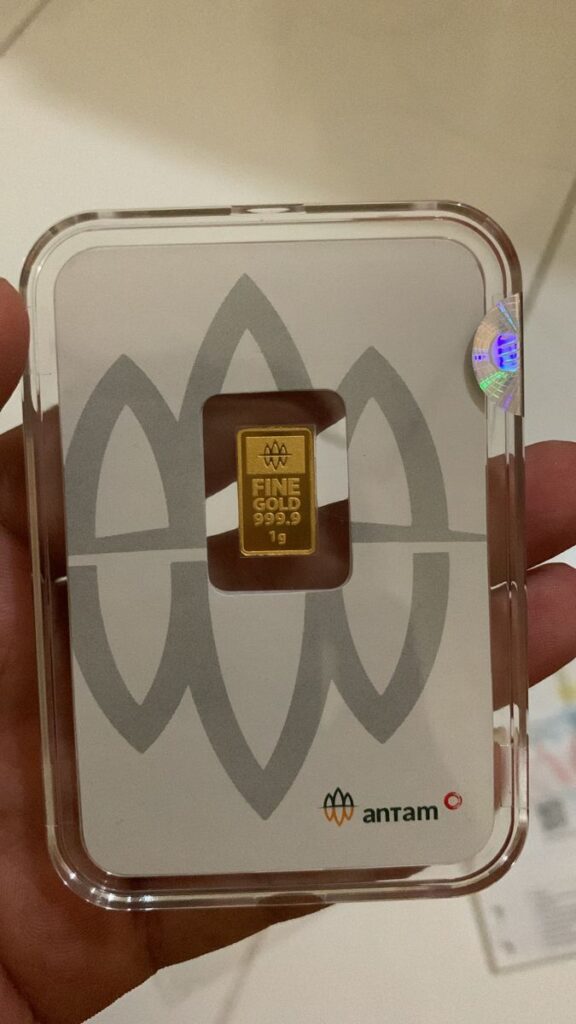 FINE
GOLD
999.9
1g
antam